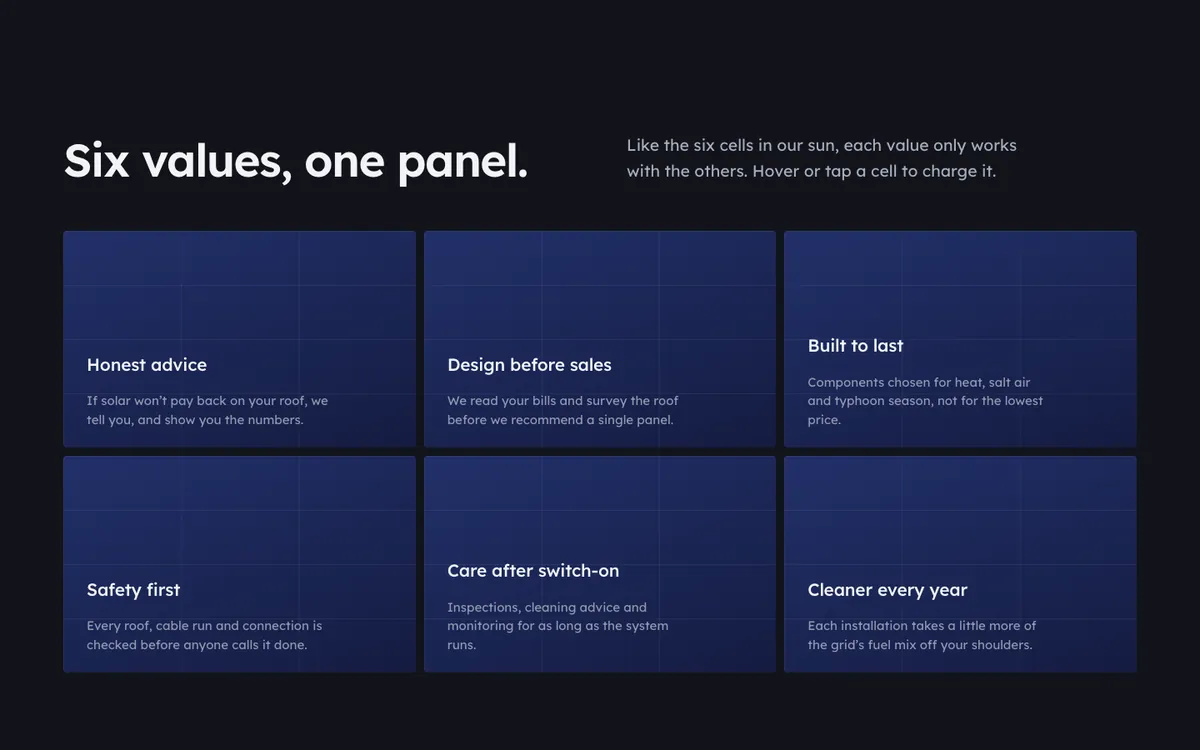 Six values, one panel.
Like the six cells in our sun, each value only works
with the others. Hover or tap a cell to charge it.
Honest advice
If solar won’t pay back on your roof, we
tell you, and show you the numbers.
Design before sales
We read your bills and survey the roof
before we recommend a single panel.
Built to last
Components chosen for heat, salt air
and typhoon season, not for the lowest
price.
Safety first
Every roof, cable run and connection is
checked before anyone calls it done.
Care after switch-on
Inspections, cleaning advice and
monitoring for as long as the system
runs.
Cleaner every year
Each installation takes a little more of
the grid’s fuel mix off your shoulders.